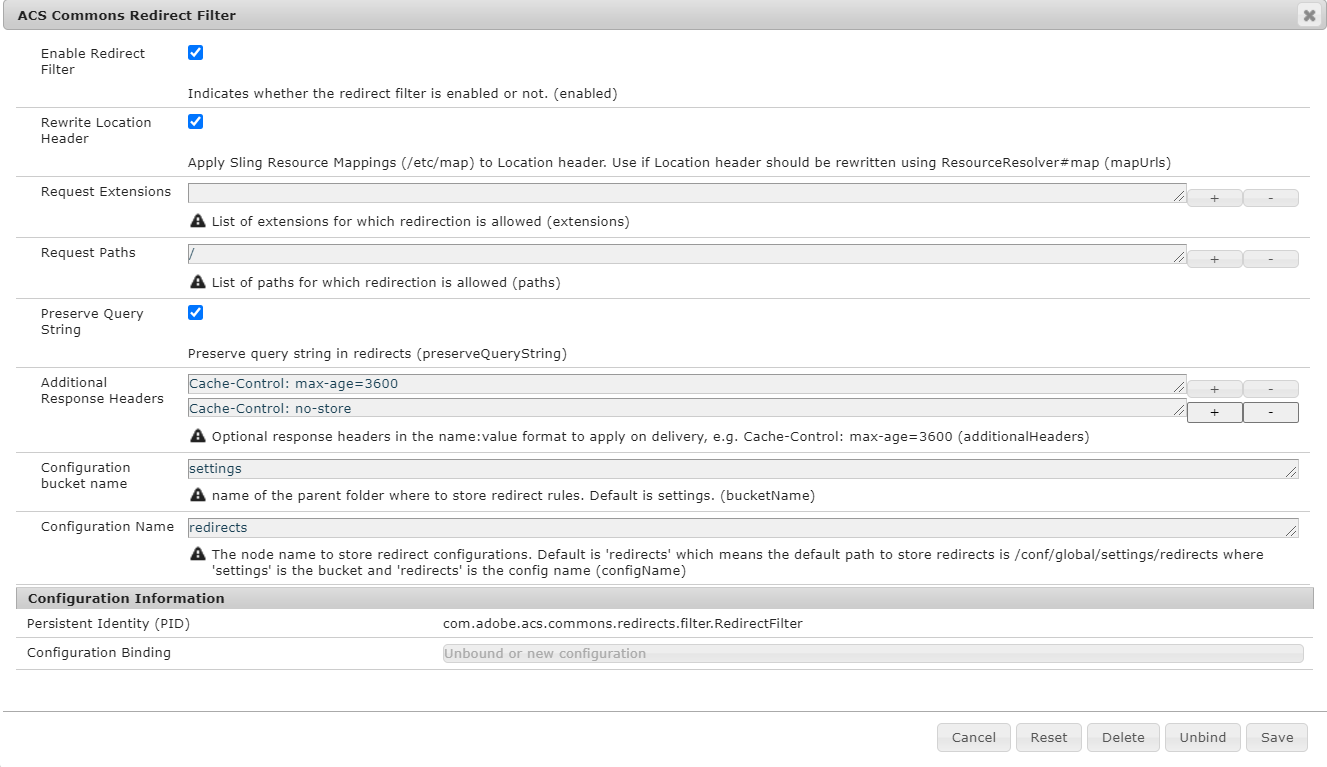 ACS Commons Redirect Filter
Enable Redirect
Filter
Indicates whether the redirect filter is enabled or not. (enabled)
Rewrite Location
Header
Apply Sling Resource Mappings (/etc/map) to Location header. Use if Location header should be rewritten using ResourceResolver#map (mapUrls)
Request Extensions
+ -
List of extensions for which redirection is allowed (extensions)
Request Paths
/
+ -
List of paths for which redirection is allowed (paths)
Preserve Query
String
Preserve query string in redirects (preserveQueryString)
Additional
Response Headers
Cache-Control: max-age=3600
+ -
Cache-Control: no-store
+ -
Optional response headers in the name:value format to apply on delivery, e.g. Cache-Control: max-age=3600 (additionalHeaders)
Configuration
bucket name
settings
name of the parent folder where to store redirect rules. Default is settings. (bucketName)
Configuration Name
redirects
The node name to store redirect configurations. Default is 'redirects' which means the default path to store redirects is /conf/global/settings/redirects where
'settings' is the bucket and 'redirects' is the config name (configName)
Configuration Information
Persistent Identity (PID) com.adobe.acs.commons.redirects.filter.RedirectFilter
Configuration Binding Unbound or new configuration
Cancel Reset Delete Unbind Save